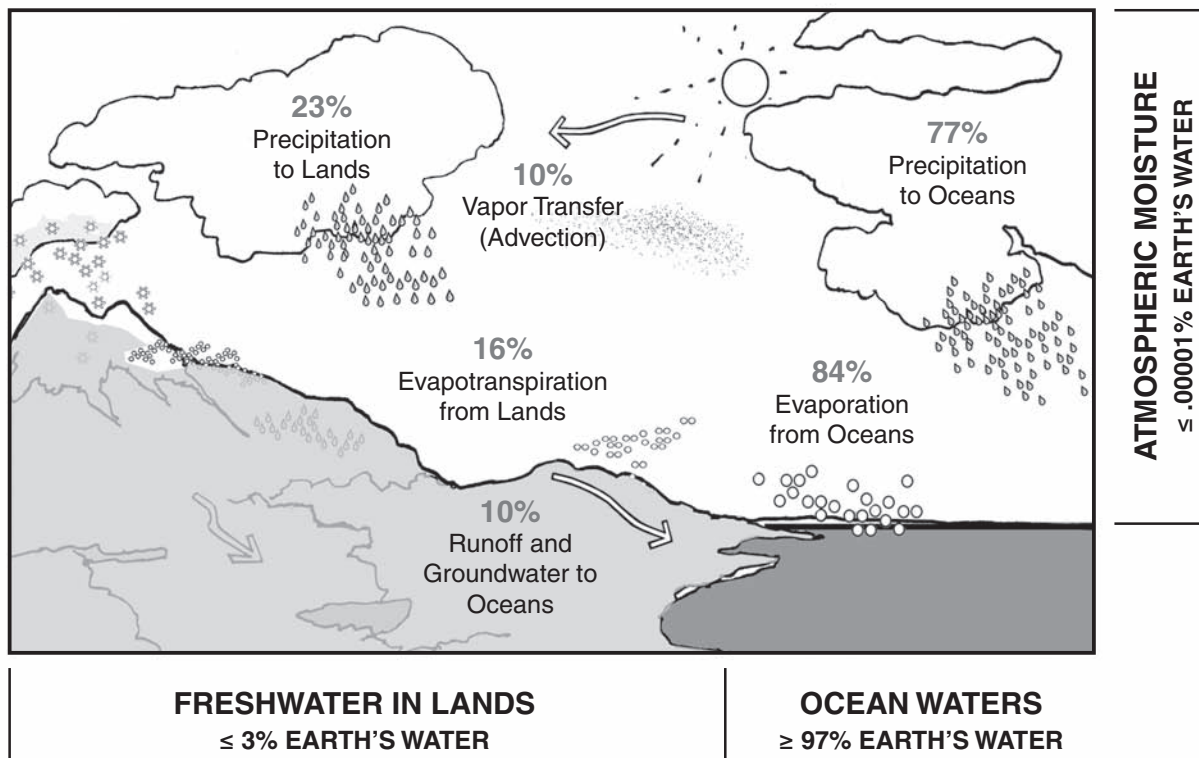 23%
Precipitation
to Lands
10%
Vapor Transfer
(Advection)
77%
Precipitation
to Oceans
16%
Evapotranspiration
from Lands
84%
Evaporation
from Oceans
10%
Runoff and
Groundwater to
Oceans
ATMOSPHERIC MOISTURE
≤ .00001% EARTH'S WATER
FRESHWATER IN LANDS
≤ 3% EARTH'S WATER
OCEAN WATERS
≥ 97% EARTH'S WATER